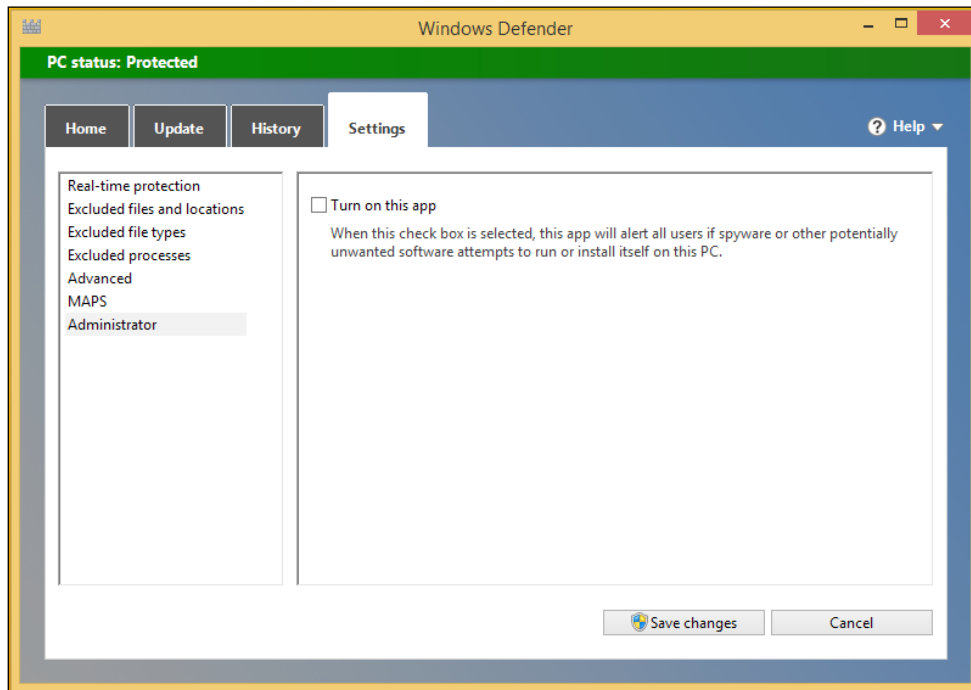 Windows Defender
PC status: Protected
Home
Update
History
Settings
Help
Real-time protection
Excluded files and locations
Excluded file types
Excluded processes
Advanced
MAPS
Administrator
Turn on this app
When this check box is selected, this app will alert all users if spyware or other potentially
unwanted software attempts to run or install itself on this PC.
Save changes
Cancel